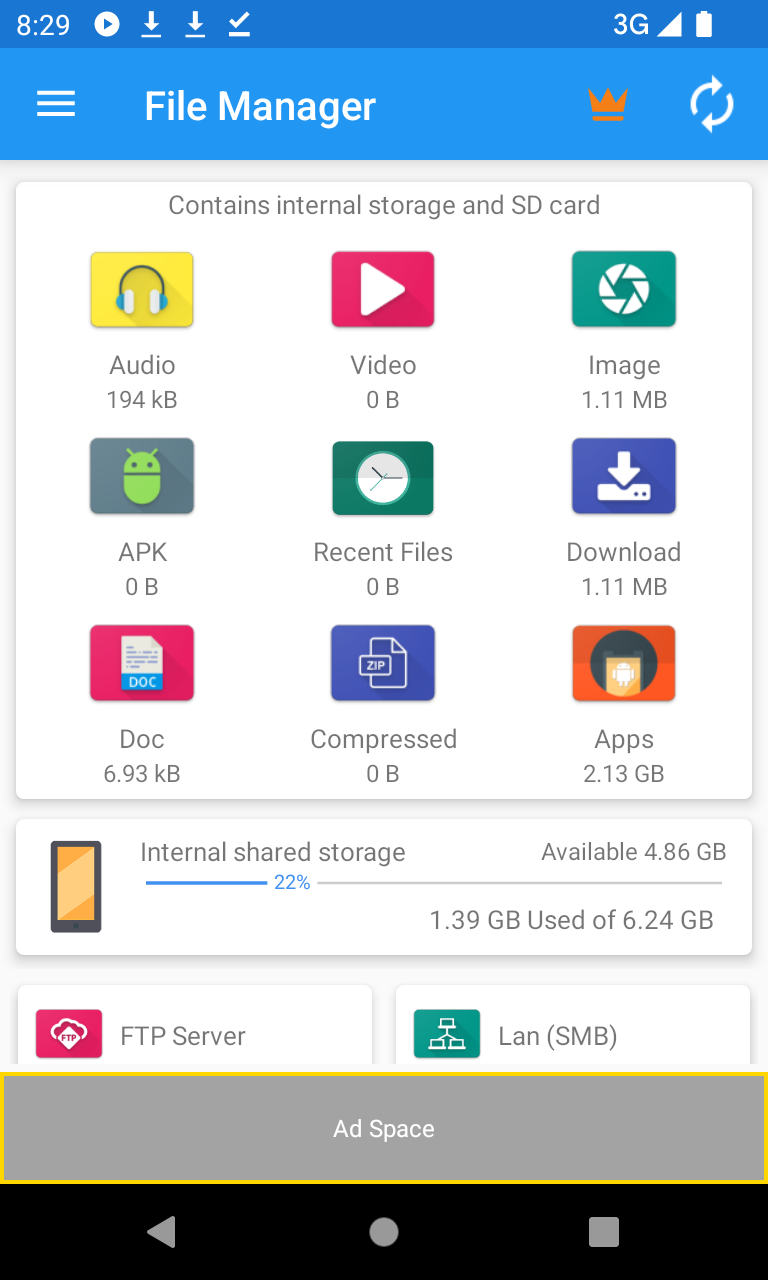 8:29
3G
File Manager
Contains internal storage and SD card
Audio
194 kB
Video
0 B
Image
1.11 MB
APK
0 B
Recent Files
0 B
Download
1.11 MB
DOC
Doc
6.93 kB
ZIP
Compressed
0 B
Apps
2.13 GB
Internal shared storage
Available 4.86 GB
22%
1.39 GB Used of 6.24 GB
FTP
FTP Server
Lan (SMB)
Ad Space